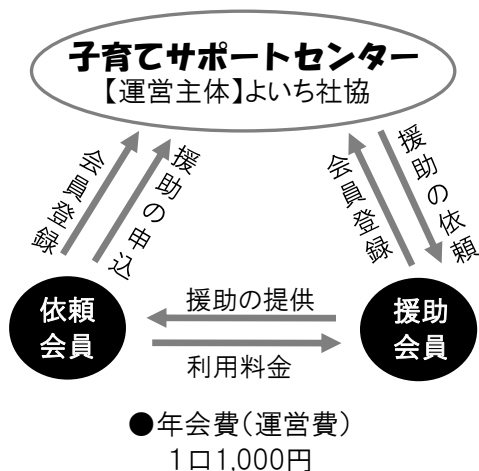 子育てサポートセンター
【運営主体】よいち社協
会員登録
援助の申込
会員登録
援助の依頼
依頼
会員
援助の提供
利用料金
援助
会員
●年会費(運営費)
1口1,000円